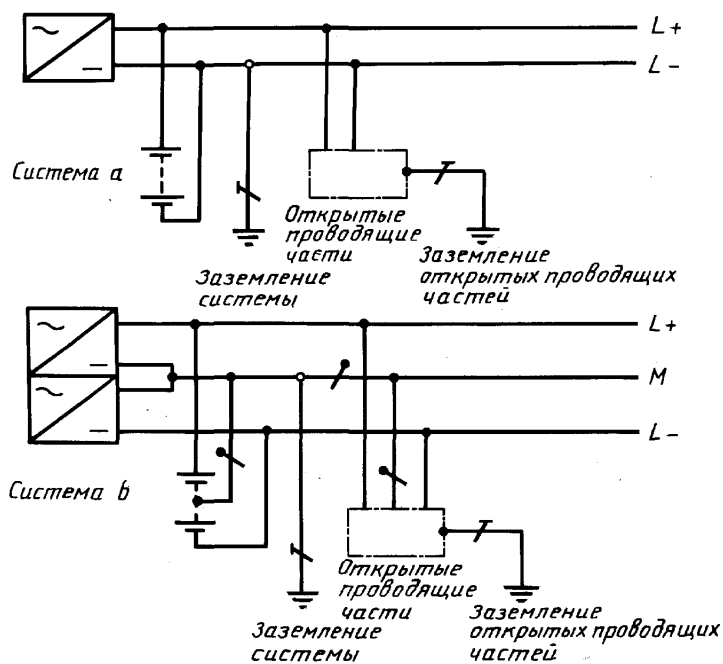 L+
L-
Система a
Открытые
проводящие
части
Заземление
системы
Заземление
открытых проводящих
частей
L+
M
L-
Система b
Открытые
проводящие
части
Заземление
системы
Заземление
открытых проводящих
частей